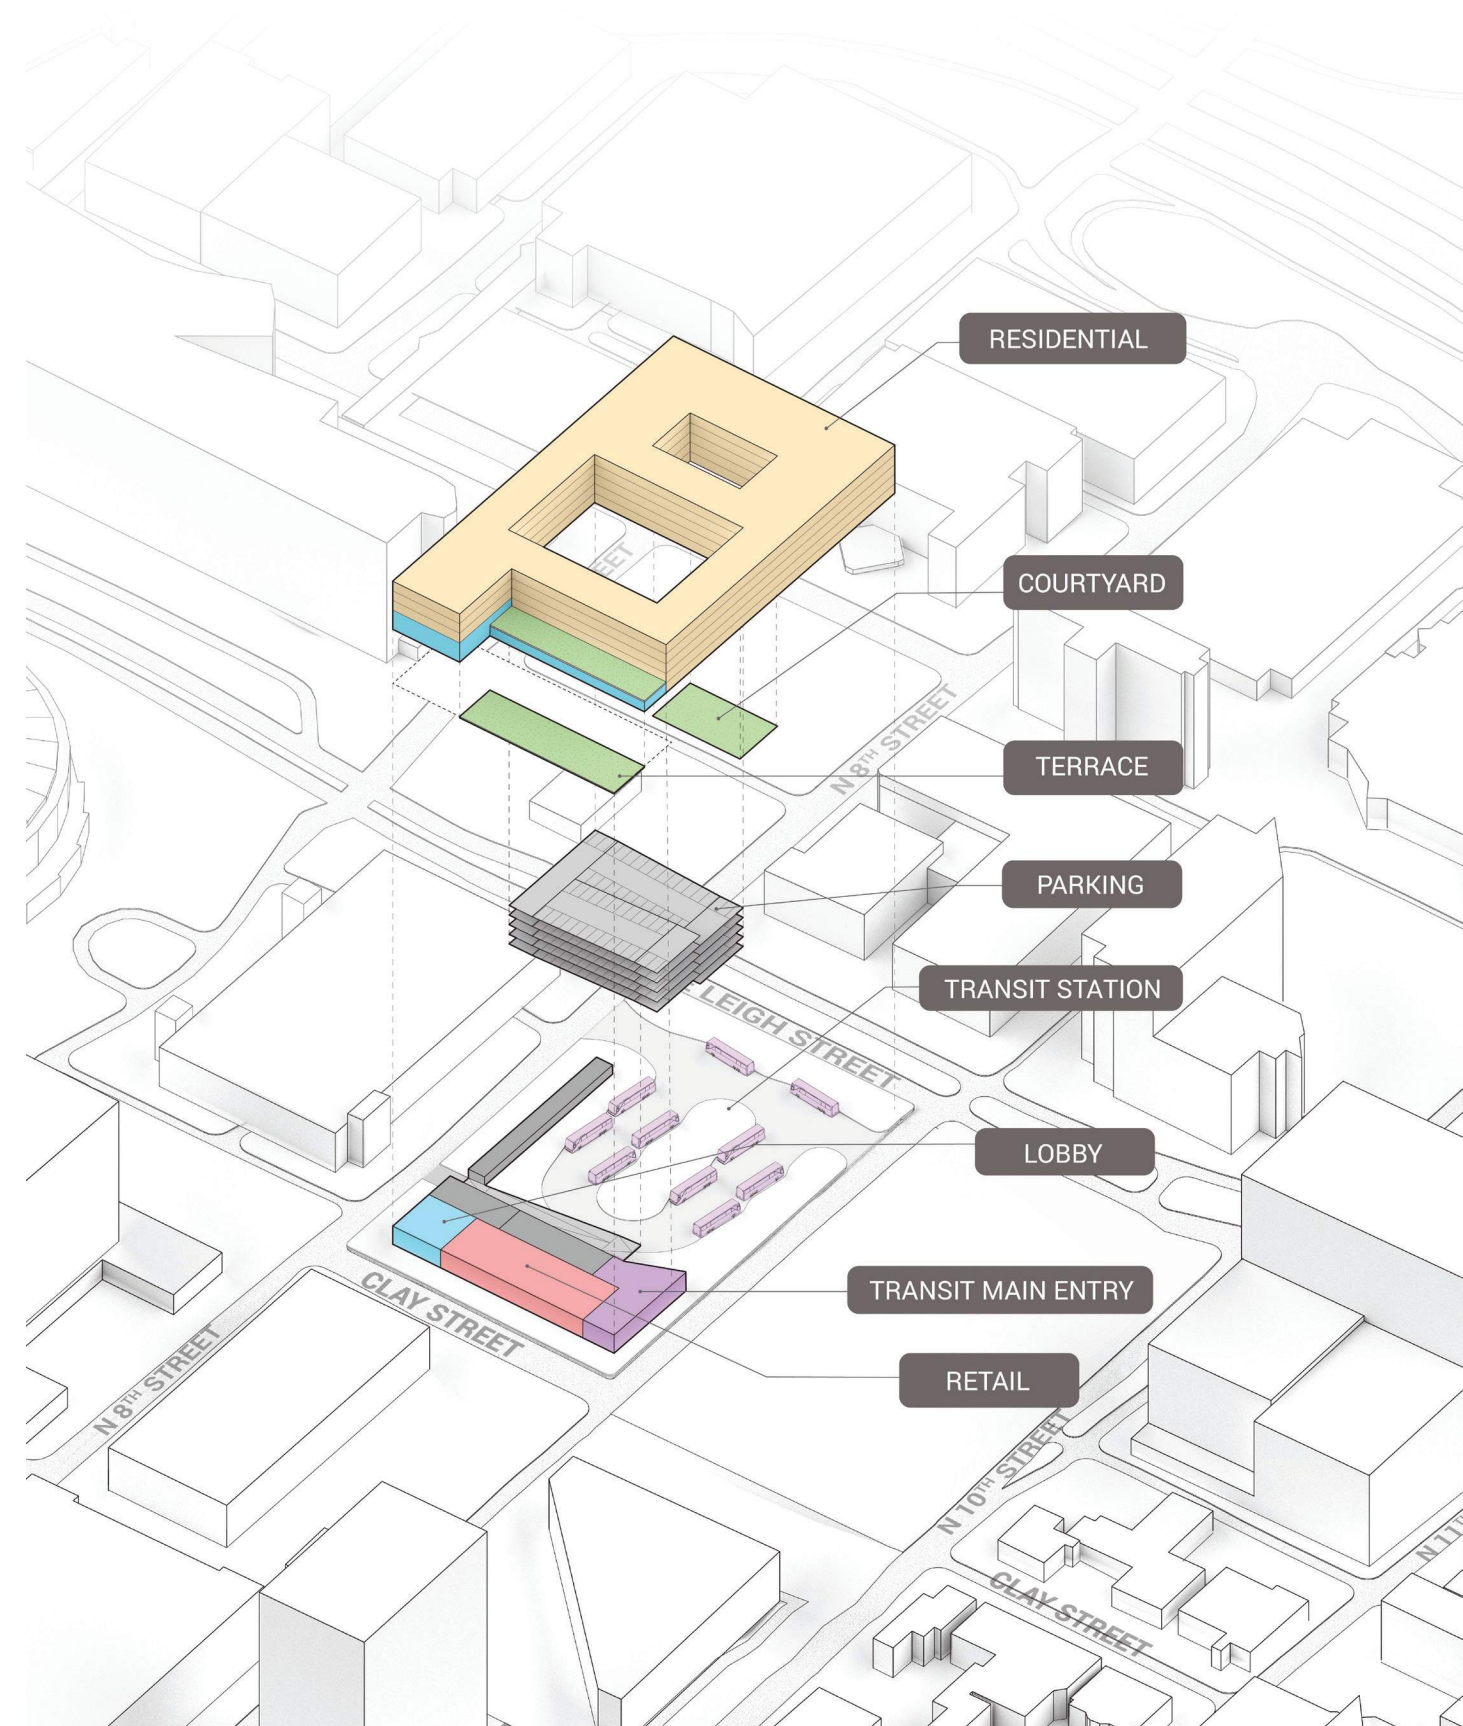 RESIDENTIAL
COURTYARD
N 8TH STREET
TERRACE
PARKING
TRANSIT STATION
E LEIGH STREET
LOBBY
TRANSIT MAIN ENTRY
CLAY STREET
RETAIL
N 8TH STREET
N 10TH STREET
CLAY STREET